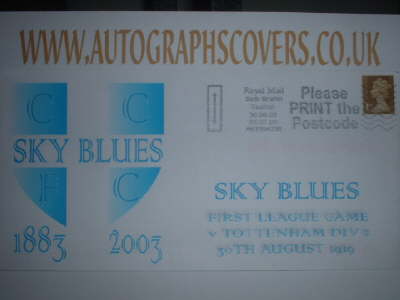 WWW.AUTOGRAPHSCOVERS.CO.UK
C C
SKY BLUES
F C
1883 2003
Royal Mail
Please
PRINT the
Postcode
SKY BLUES
FIRST LEAGUE GAME
v TOTTENHAM DIV 2
30TH AUGUST 1919